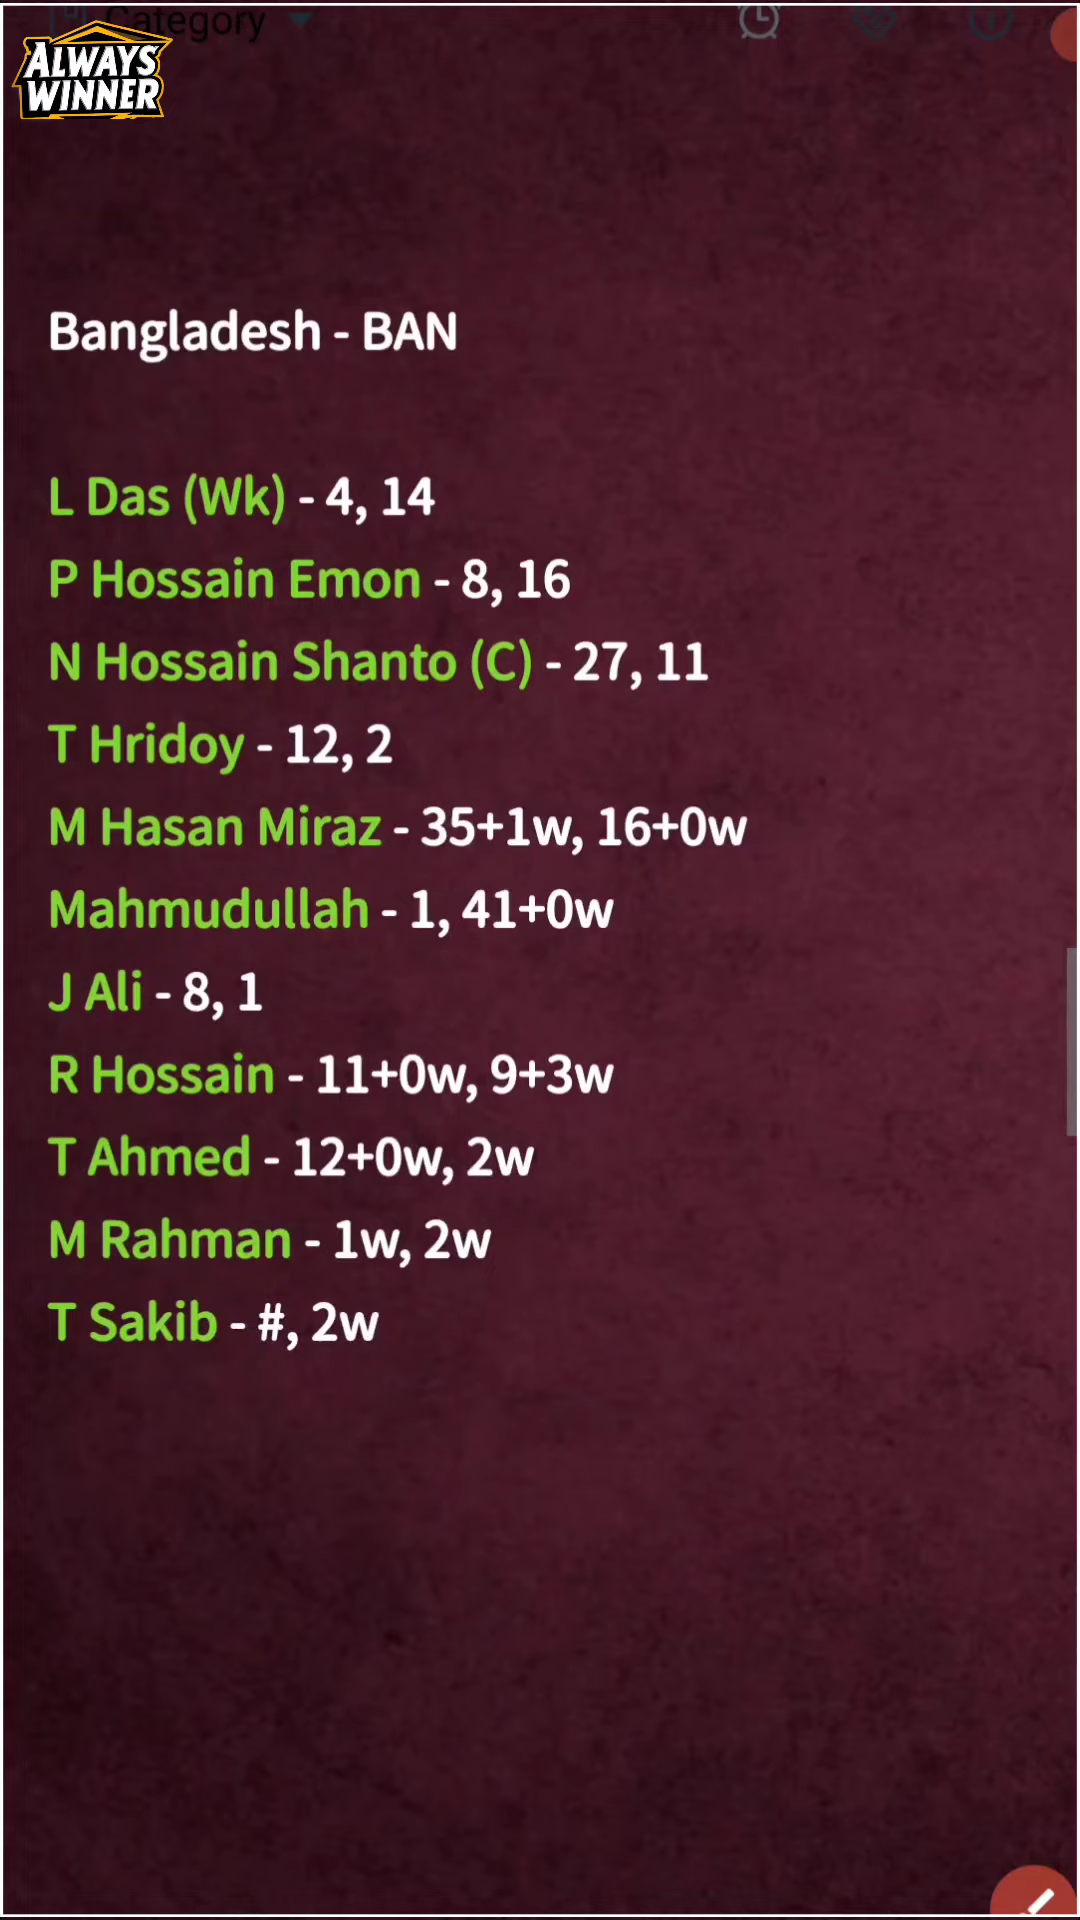 Category
ALWAYS
WINNER
Bangladesh - BAN
L Das (Wk) - 4, 14
P Hossain Emon - 8, 16
N Hossain Shanto (C) - 27, 11
T Hridoy - 12, 2
M Hasan Miraz - 35+1w, 16+0w
Mahmudullah - 1, 41+0w
J Ali - 8, 1
R Hossain - 11+0w, 9+3w
T Ahmed - 12+0w, 2w
M Rahman - 1w, 2w
T Sakib - #, 2w